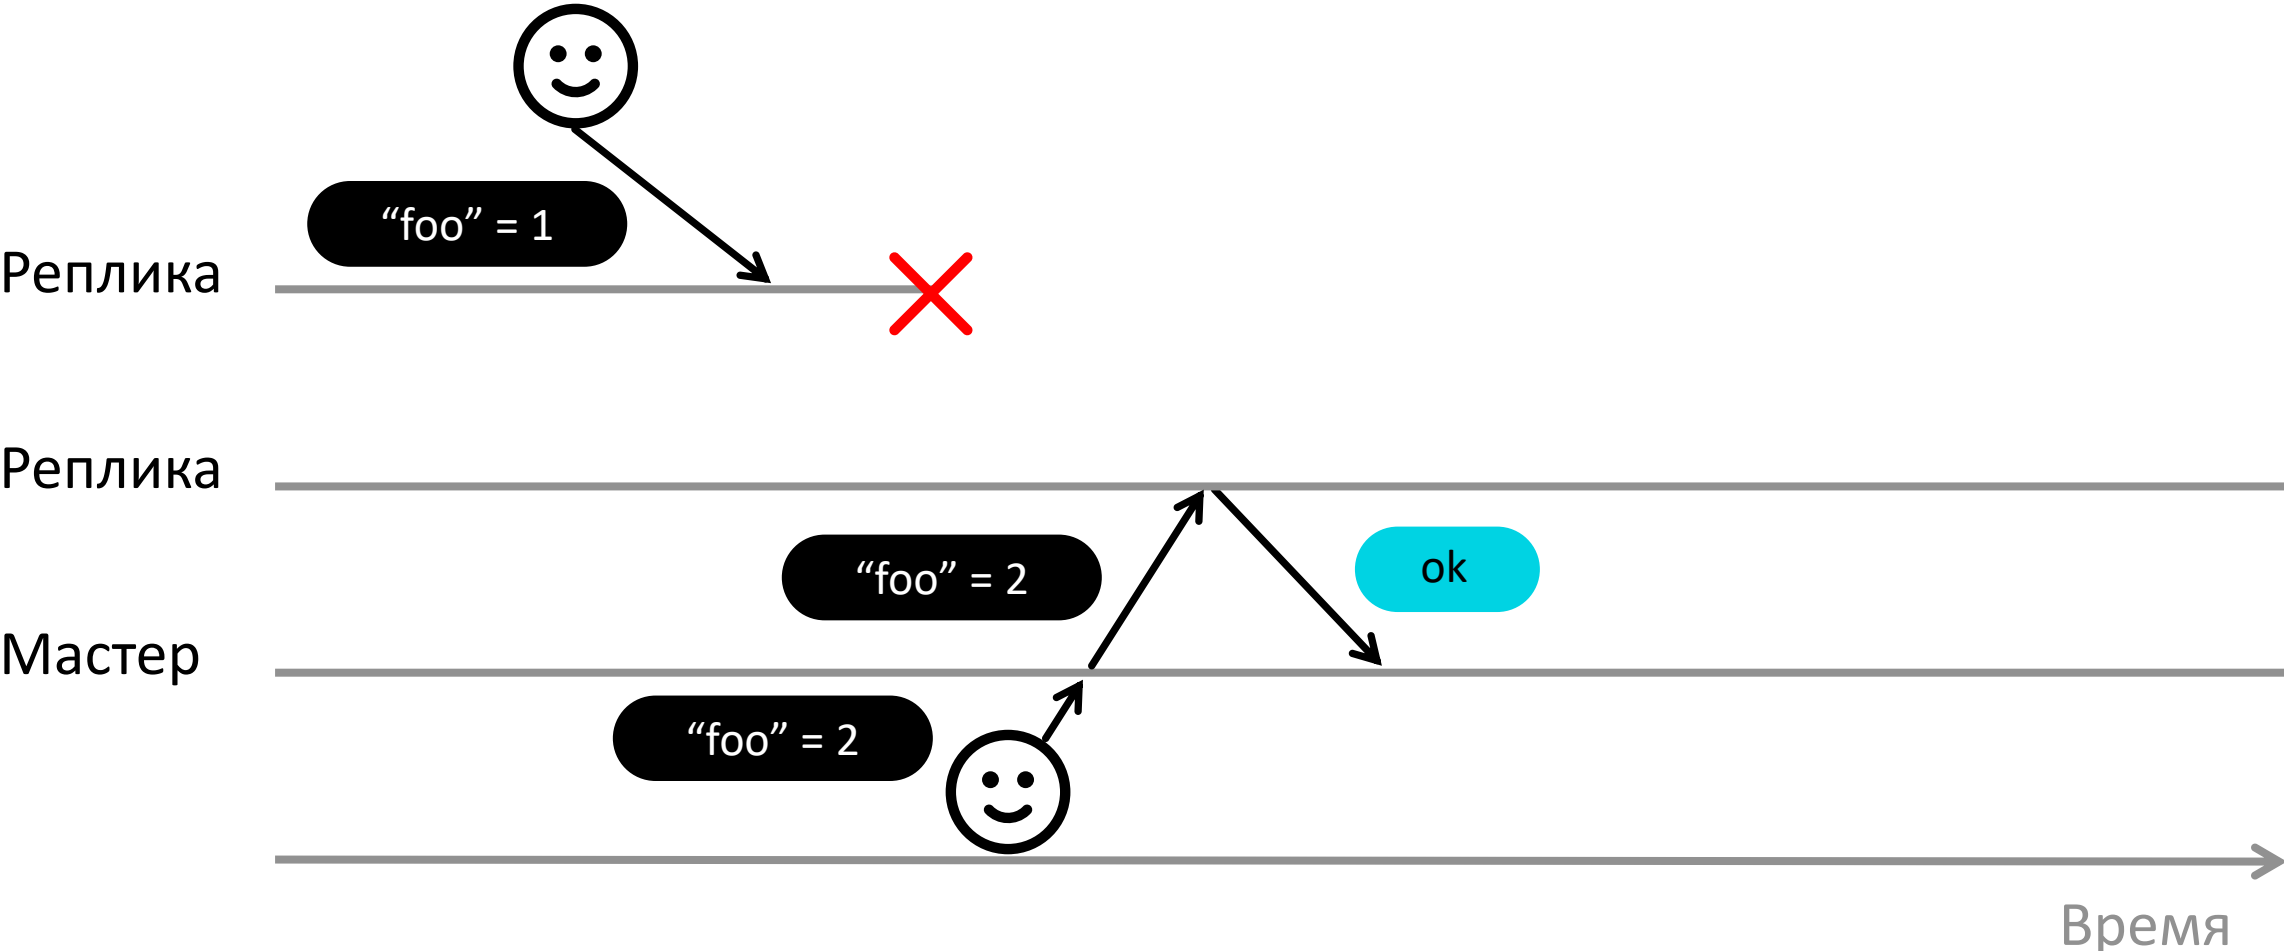 “foo” = 1
Реплика
Реплика
“foo” = 2
ok
Мастер
“foo” = 2
Время